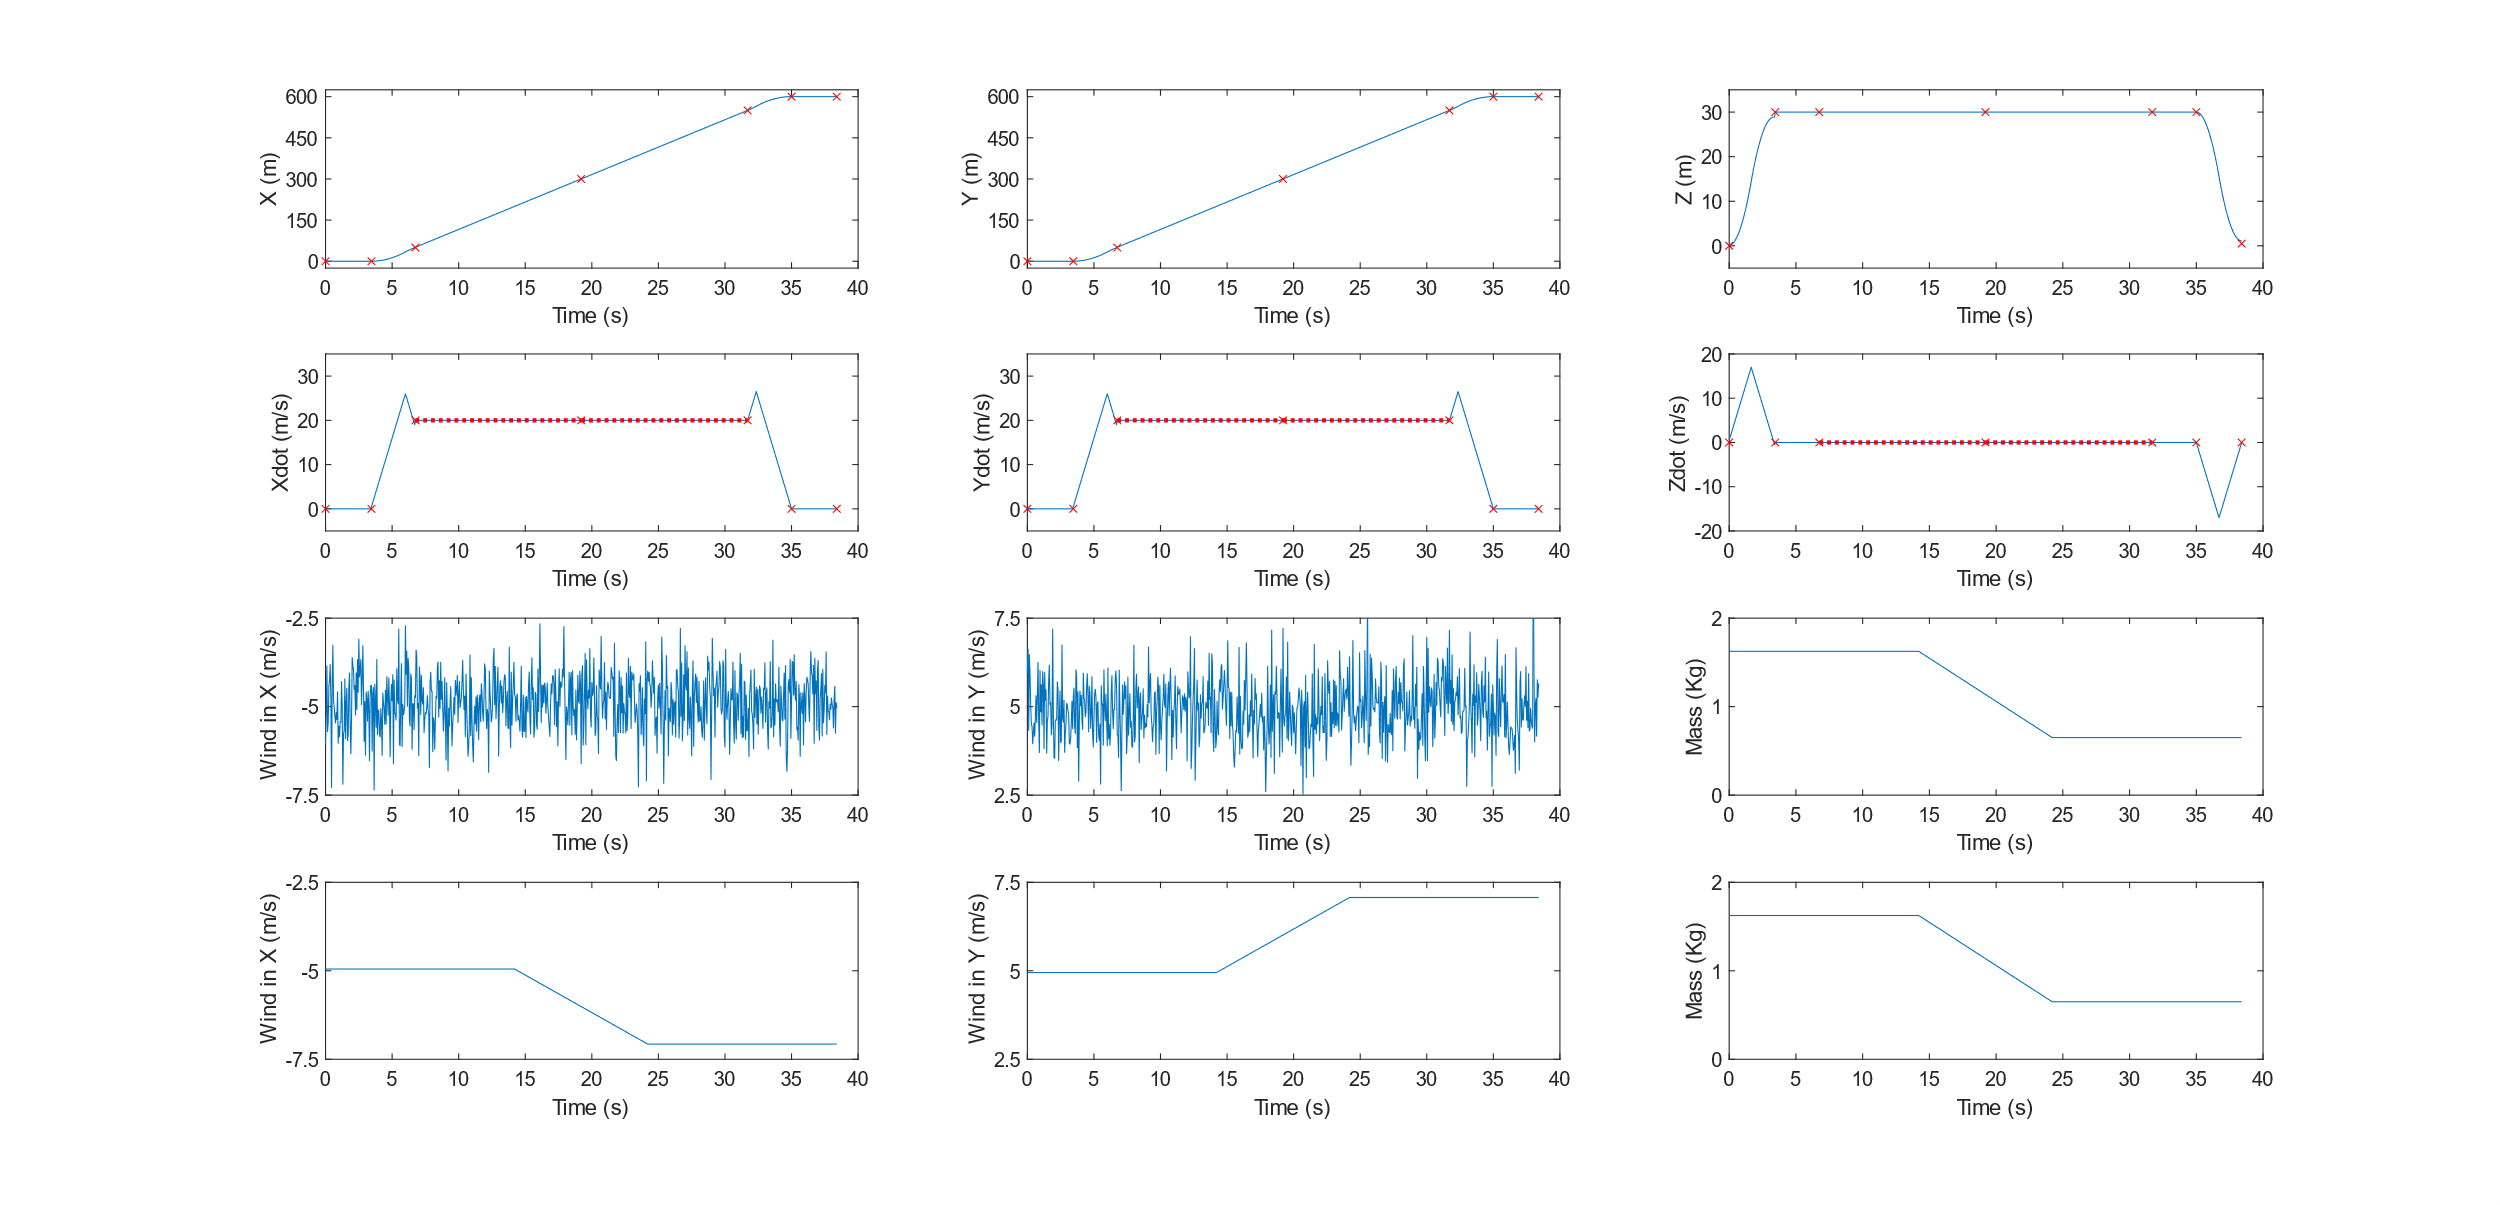 600
450
300
150
0
X (m)
0 5 10 15 20 25 30 35 40
Time (s)
600
450
300
150
0
Y (m)
0 5 10 15 20 25 30 35 40
Time (s)
30
20
10
0
Z (m)
0 5 10 15 20 25 30 35 40
Time (s)
30
20
10
0
Xdot (m/s)
0 5 10 15 20 25 30 35 40
Time (s)
30
20
10
0
Ydot (m/s)
0 5 10 15 20 25 30 35 40
Time (s)
20
10
0
-10
-20
Zdot (m/s)
0 5 10 15 20 25 30 35 40
Time (s)
-2.5
-5
-7.5
Wind in X (m/s)
0 5 10 15 20 25 30 35 40
Time (s)
7.5
5
2.5
Wind in Y (m/s)
0 5 10 15 20 25 30 35 40
Time (s)
2
1
0
Mass (Kg)
0 5 10 15 20 25 30 35 40
Time (s)
-2.5
-5
-7.5
Wind in X (m/s)
0 5 10 15 20 25 30 35 40
Time (s)
7.5
5
2.5
Wind in Y (m/s)
0 5 10 15 20 25 30 35 40
Time (s)
2
1
0
Mass (Kg)
0 5 10 15 20 25 30 35 40
Time (s)